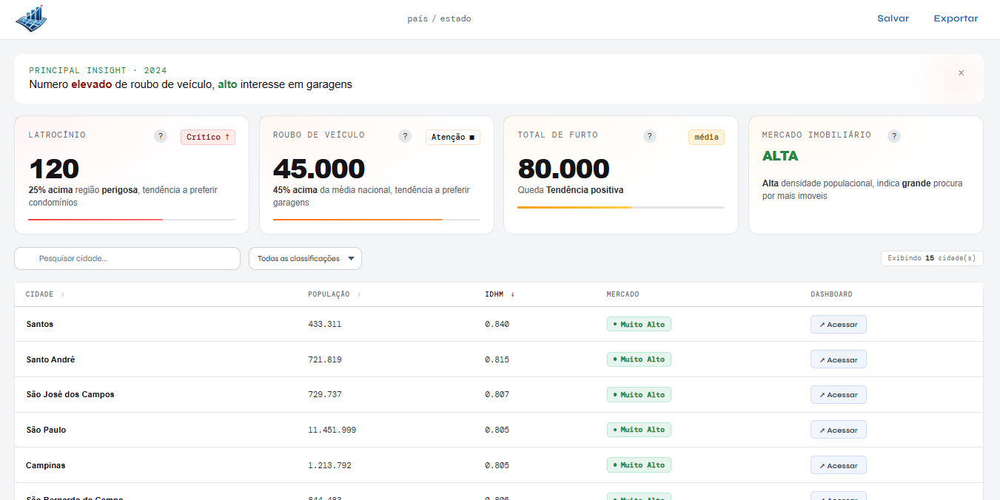 país / estado
Salvar
Exportar
PRINCIPAL INSIGHT · 2024
Numero elevado de roubo de veículo, alto interesse em garagens
×
LATROCÍNIO
?
Crítico ↑
120
25% acima região perigosa, tendência a preferir
condomínios
ROUBO DE VEÍCULO
?
Atenção ■
45.000
45% acima da média nacional, tendência a preferir
garagens
TOTAL DE FURTO
?
média
80.000
Queda Tendência positiva
MERCADO IMOBILIÁRIO
?
ALTA
Alta densidade populacional, indica grande procura
por mais imoveis
Pesquisar cidade...
Todas as classificações
Exibindo 15 cidade(s)
CIDADE ↕ POPULAÇÃO ↕ IDHM ↓ MERCADO DASHBOARD
Santos 433.311 0.840 • Muito Alto ↗ Acessar
Santo André 721.819 0.815 • Muito Alto ↗ Acessar
São José dos Campos 729.737 0.807 • Muito Alto ↗ Acessar
São Paulo 11.451.999 0.805 • Muito Alto ↗ Acessar
Campinas 1.213.792 0.805 • Muito Alto ↗ Acessar
São Bernardo do Campo 844.483 0.805 • Muito Alto ↗ Acessar